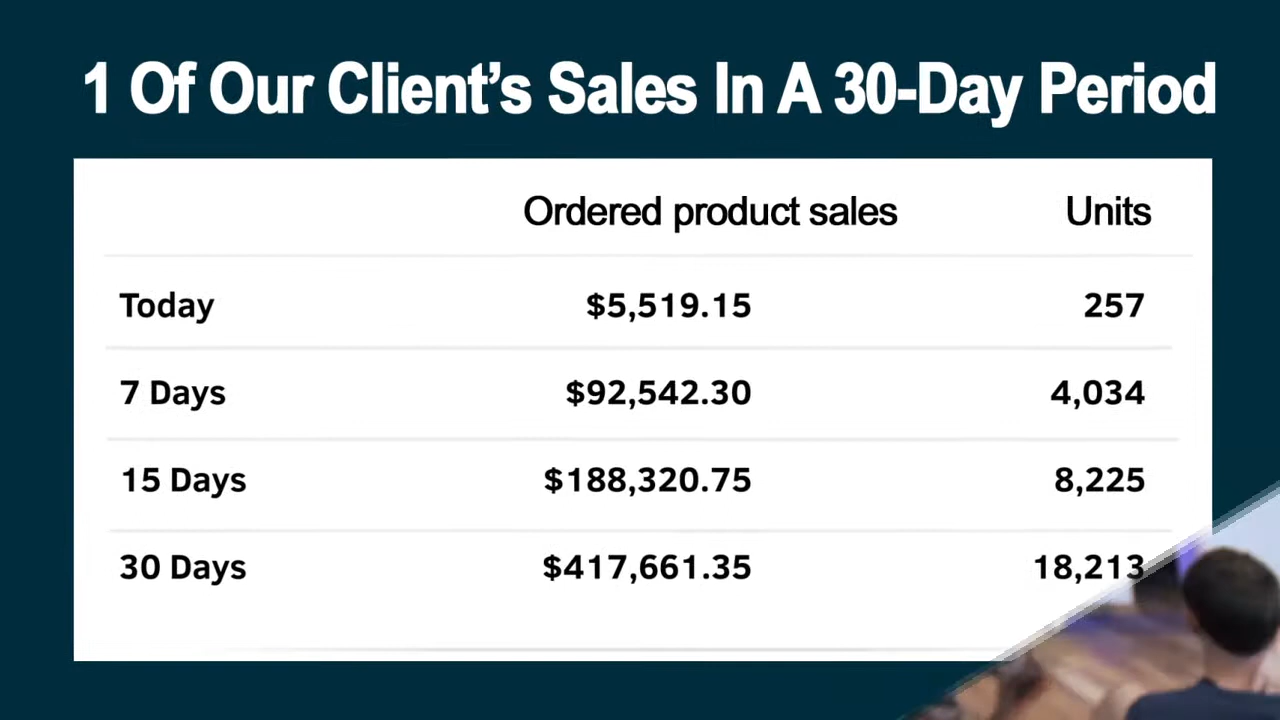 1 Of Our Client’s Sales In A 30-Day Period
Ordered product sales Units
Today $5,519.15 257
7 Days $92,542.30 4,034
15 Days $188,320.75 8,225
30 Days $417,661.35 18,213